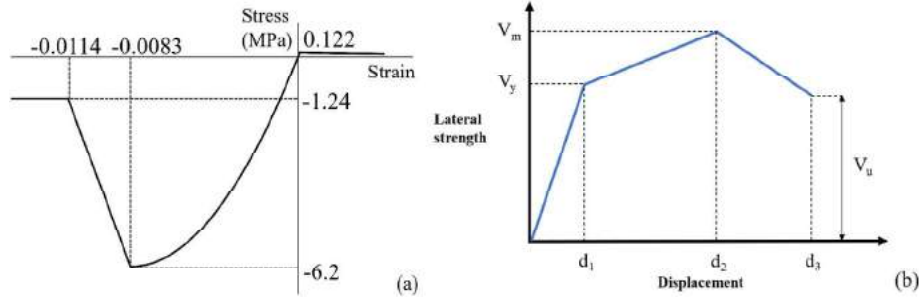 Stress
(MPa)
-0.0114
-0.0083
0.122
Strain
-1.24
-6.2
(a)
V_m
V_y
Lateral
strength
V_u
d_1
d_2
d_3
Displacement
(b)